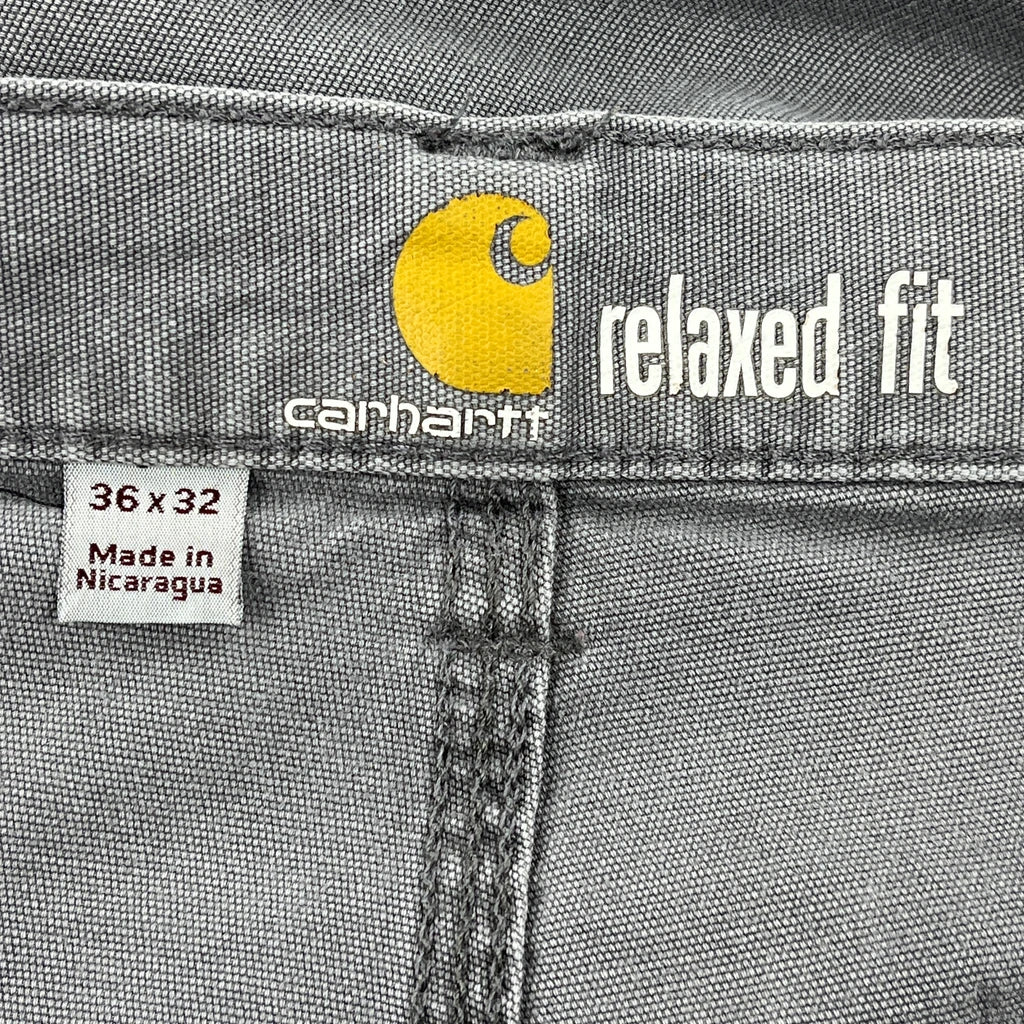 relaxed fit
carhartt
36 x 32
Made in
Nicaragua